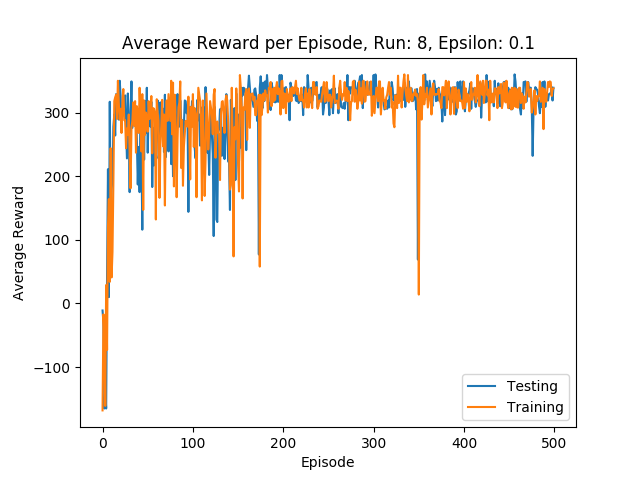 Average Reward per Episode, Run: 8, Epsilon: 0.1
Average Reward
300
200
100
0
−100
0 100 200 300 400 500
Episode
Testing
Training